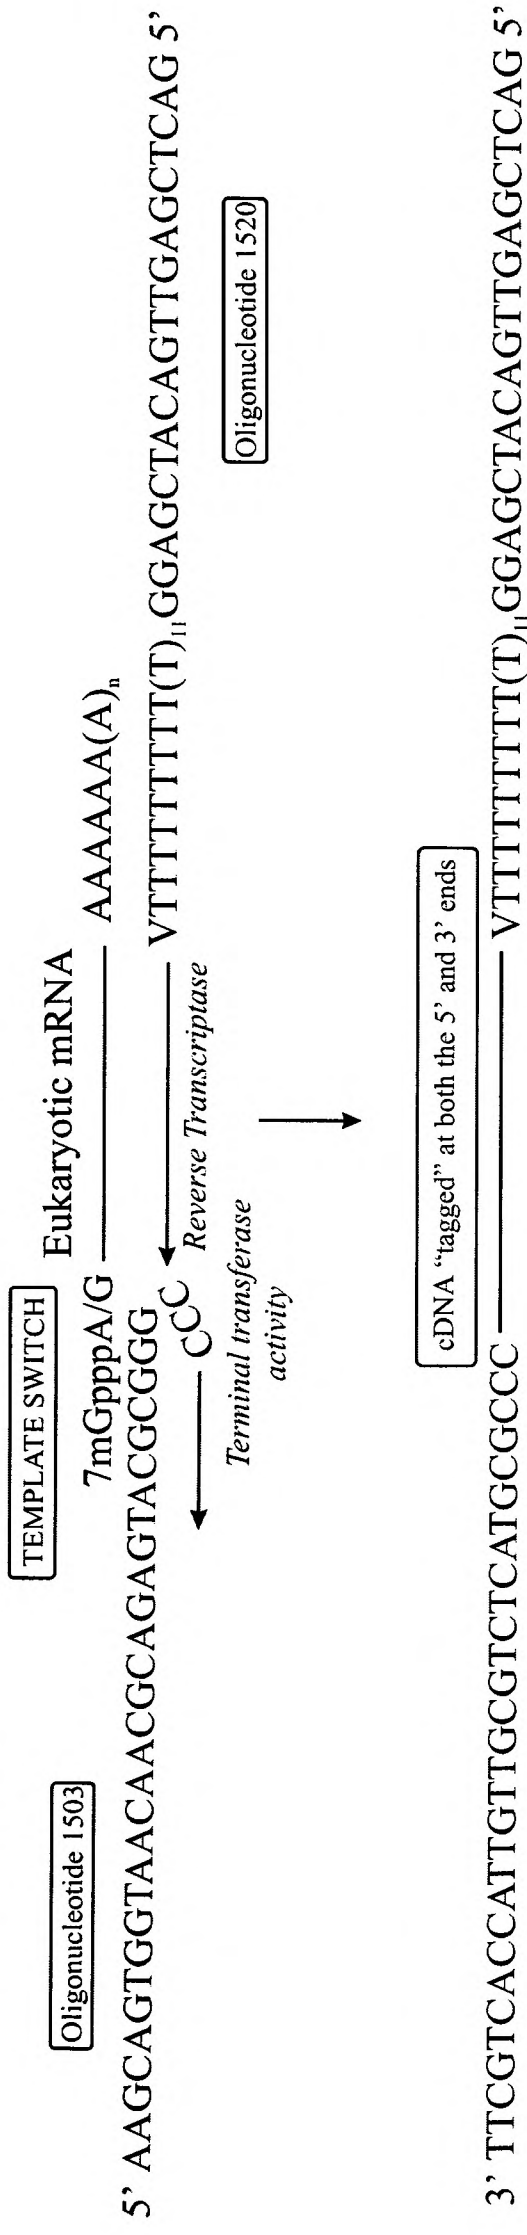 TEMPLATE SWITCH
Oligonucleotide 1503
Eukaryotic mRNA
7mGpppA/G AAAAAA(A)n
5' AAGCAGTGGTAACAACGCAGAGTACGCGGG
CCC VTTTTTTTTT(T)11GGAGCTACAGTTGAGCTCAG 5'
Reverse Transcriptase
Terminal transferase
activity
Oligonucleotide 1520
cDNA “tagged” at both the 5' and 3' ends
3' TTCGTCACCATTGTTGCGTCTCATGCGCCC VTTTTTTTTT(T)11GGAGCTACAGTTGAGCTCAG 5'